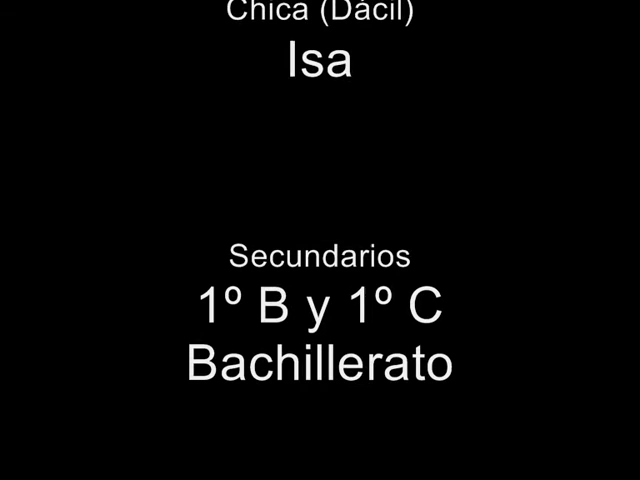 Chica (Dácil)
Isa
Secundarios
1º B y 1º C
Bachillerato